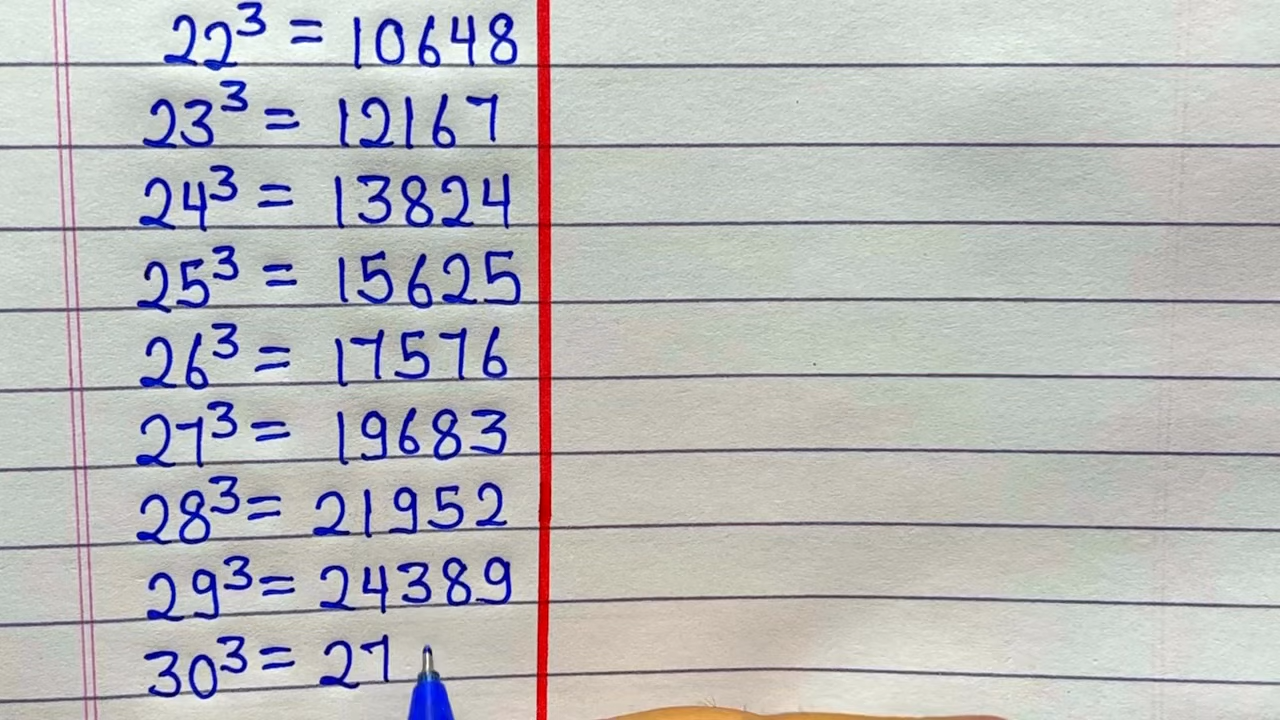 22³ = 10648
23³ = 12167
24³ = 13824
25³ = 15625
26³ = 17576
27³ = 19683
28³ = 21952
29³ = 24389
30³ = 27